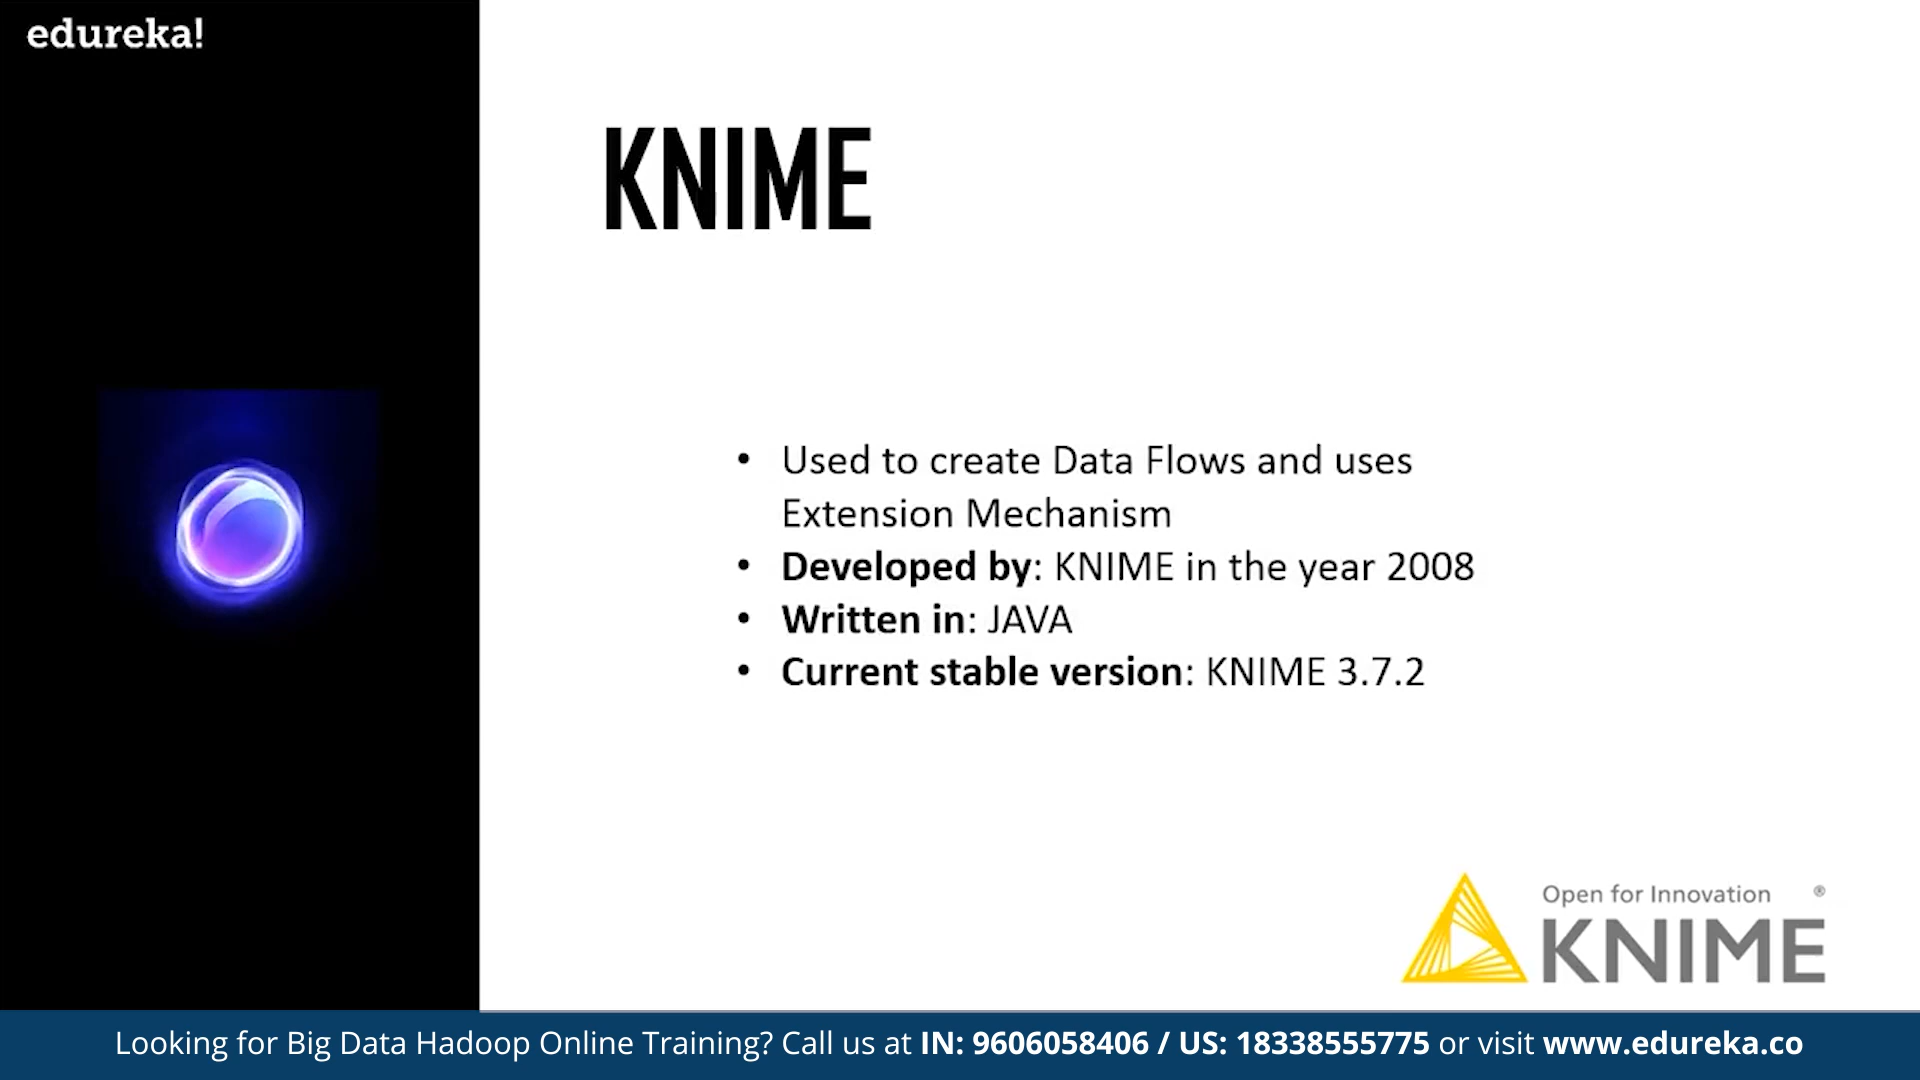 edureka!
KNIME
• Used to create Data Flows and uses
Extension Mechanism
• Developed by: KNIME in the year 2008
• Written in: JAVA
• Current stable version: KNIME 3.7.2
Open for Innovation ®
KNIME
Looking for Big Data Hadoop Online Training? Call us at IN: 9606058406 / US: 18338555775 or visit www.edureka.co